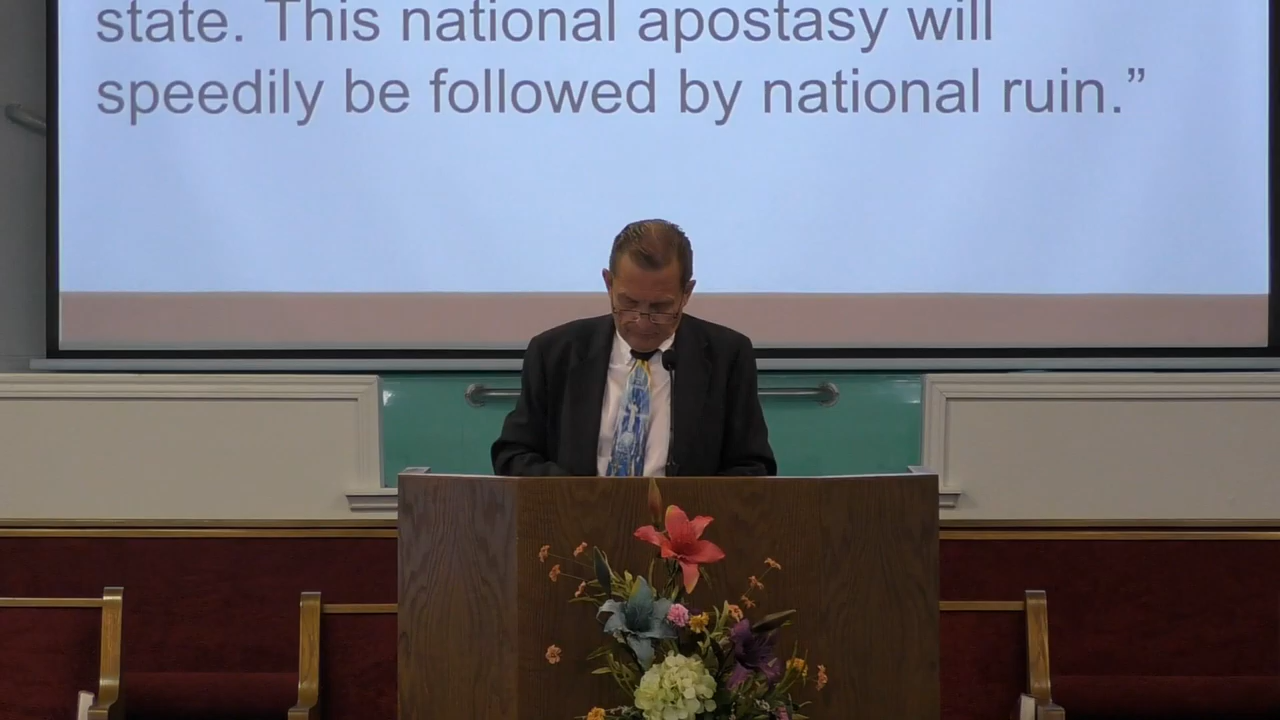 state. This national apostasy will
speedily be followed by national ruin.”